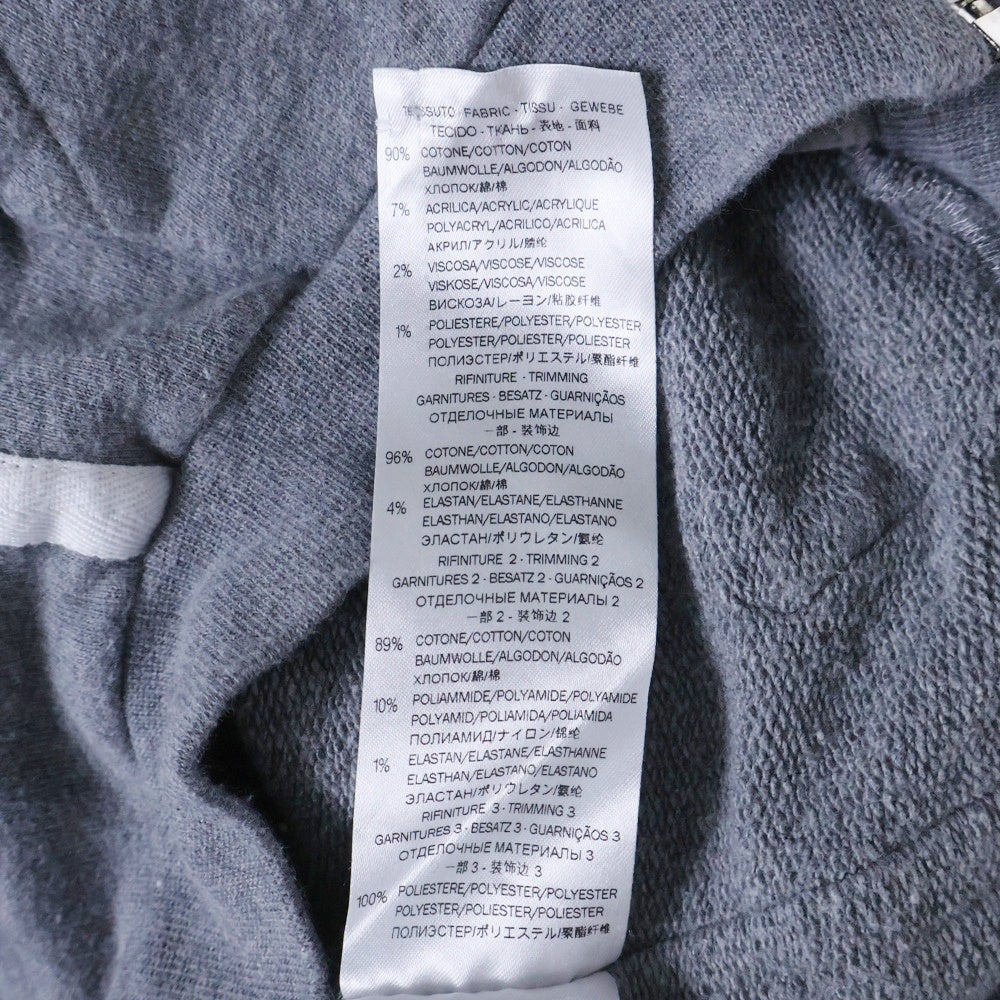 TESSUTO · FABRIC · TISSU · GEWEBE
TECIDO · ТКАНЬ · 表地 · 面料
90% COTONE/COTTON/COTON
BAUMWOLLE/ALGODON/ALGODÃO
ХЛОПОК/綿/棉
7% ACRILICA/ACRYLIC/ACRYLIQUE
POLYACRYL/ACRILICO/ACRILICA
АКРИЛ/アクリル/腈纶
2% VISCOSA/VISCOSE/VISCOSE
VISKOSE/VISCOSA/VISCOSE
ВИСКОЗА/レーヨン/粘胶纤维
1% POLIESTERE/POLYESTER/POLYESTER
POLYESTER/POLIESTER/POLIESTER
ПОЛИЭСТЕР/ポリエステル/聚酯纤维
RIFINITURE · TRIMMING
GARNITURES · BESATZ · GUARNIÇÃOS
ОТДЕЛОЧНЫЕ МАТЕРИАЛЫ
一部 · 装饰边
96% COTONE/COTTON/COTON
BAUMWOLLE/ALGODON/ALGODÃO
ХЛОПОК/綿/棉
4% ELASTAN/ELASTANE/ELASTHANNE
ELASTHAN/ELASTANO/ELASTANO
ЭЛАСТАН/ポリウレタン/氨纶
RIFINITURE 2 · TRIMMING 2
GARNITURES 2 · BESATZ 2 · GUARNIÇÃOS 2
ОТДЕЛОЧНЫЕ МАТЕРИАЛЫ 2
一部 2 · 装饰边 2
89% COTONE/COTTON/COTON
BAUMWOLLE/ALGODON/ALGODÃO
ХЛОПОК/綿/棉
10% POLIAMMIDE/POLYAMIDE/POLYAMIDE
POLYAMID/POLIAMIDA/POLIAMIDA
ПОЛИАМИД/ナイロン/锦纶
1% ELASTAN/ELASTANE/ELASTHANNE
ELASTHAN/ELASTANO/ELASTANO
ЭЛАСТАН/ポリウレタン/氨纶
RIFINITURE 3 · TRIMMING 3
GARNITURES 3 · BESATZ 3 · GUARNIÇÃOS 3
ОТДЕЛОЧНЫЕ МАТЕРИАЛЫ 3
一部 3 · 装饰边 3
100% POLIESTERE/POLYESTER/POLYESTER
POLYESTER/POLIESTER/POLIESTER
ПОЛИЭСТЕР/ポリエステル/聚酯纤维